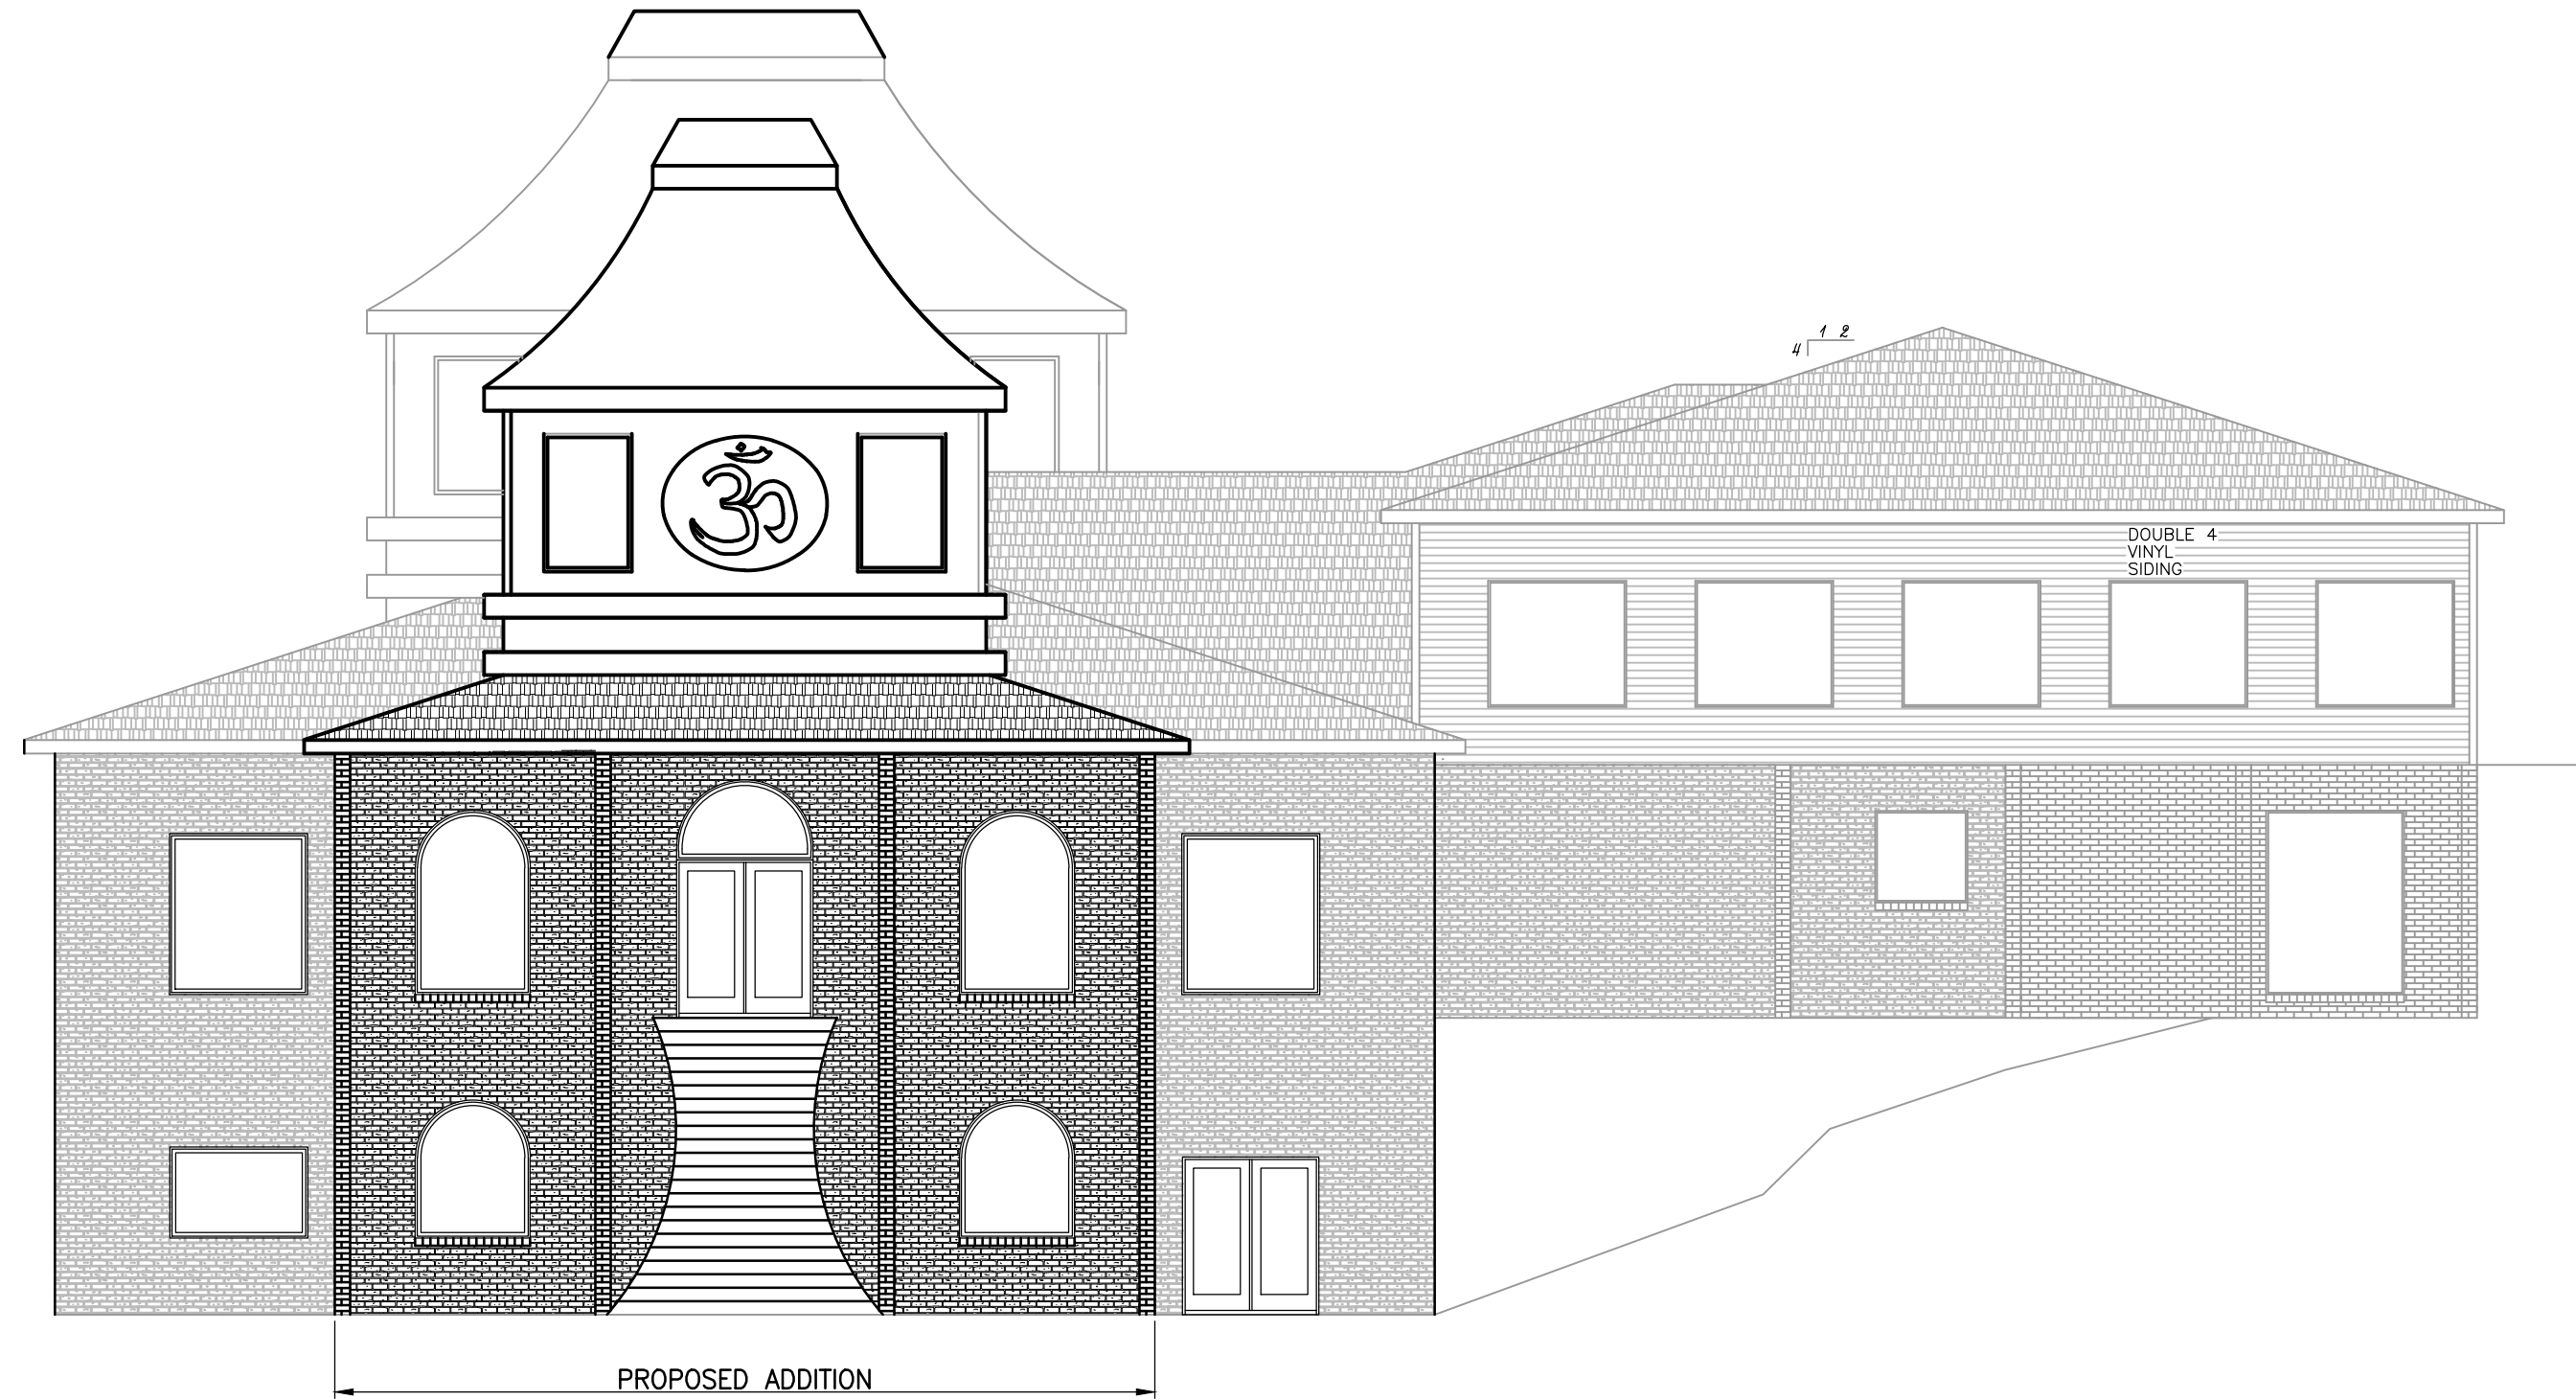 ॐ
1 2
4
DOUBLE 4
VINYL
SIDING
PROPOSED ADDITION